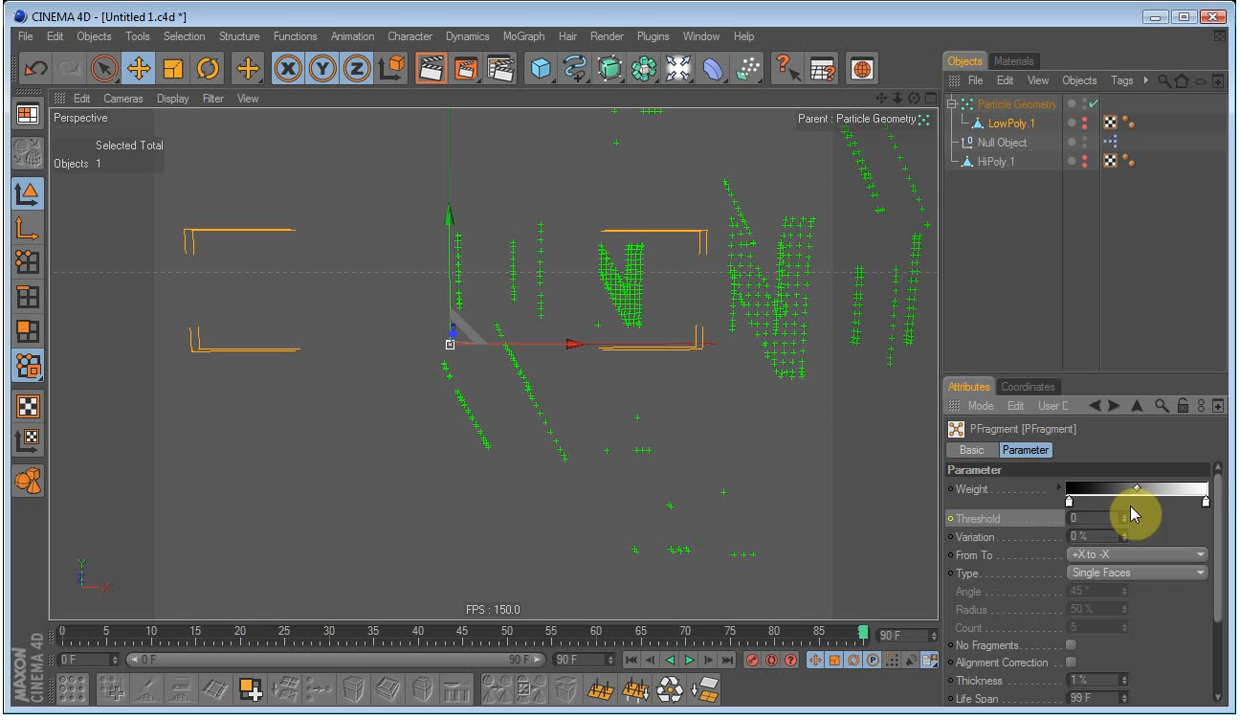 CINEMA 4D - [Untitled 1.c4d *]
File Edit Objects Tools Selection Structure Functions Animation Character Dynamics MoGraph Hair Render Plugins Window Help
Objects Materials
File Edit View Objects Tags
Edit Cameras Display Filter View
Perspective
Parent : Particle Geometry
Selected Total
Objects 1
Particle Geometry
LowPoly.1
Null Object
HiPoly.1
X Y Z
Attributes Coordinates
Mode Edit User D
PFragment [PFragment]
Basic Parameter
Parameter
Weight
Threshold 0
Variation 0 %
From To +X to -X
Type Single Faces
Angle 45 °
Radius 50 %
Count 5
No Fragments
Alignment Correction
Thickness 1 %
Life Span 99 F
Y
Z
X
FPS : 150.0
0 5 10 15 20 25 30 35 40 45 50 55 60 65 70 75 80 85 90 F
0 F 0 F 90 F 90 F
MAXON
CINEMA 4D